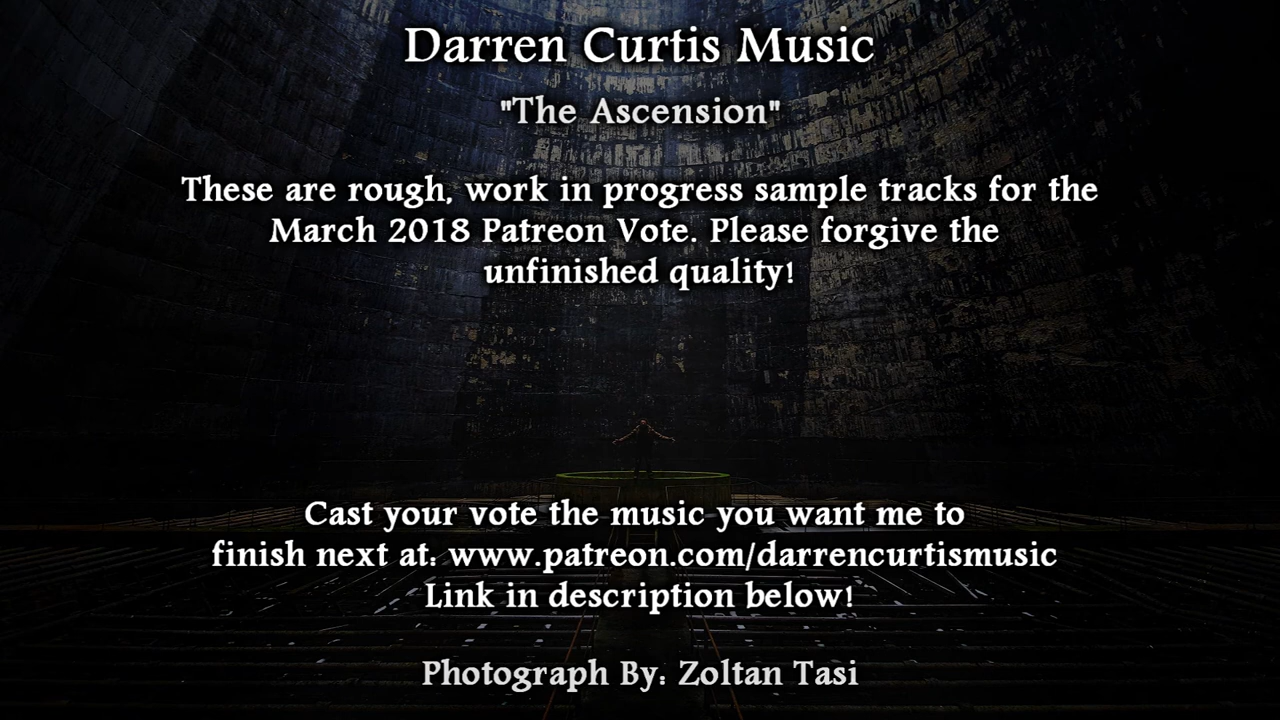 Darren Curtis Music
"The Ascension"
These are rough, work in progress sample tracks for the
March 2018 Patreon Vote. Please forgive the
unfinished quality!
Cast your vote the music you want me to
finish next at: www.patreon.com/darrencurtismusic
Link in description below!
Photograph By: Zoltan Tasi